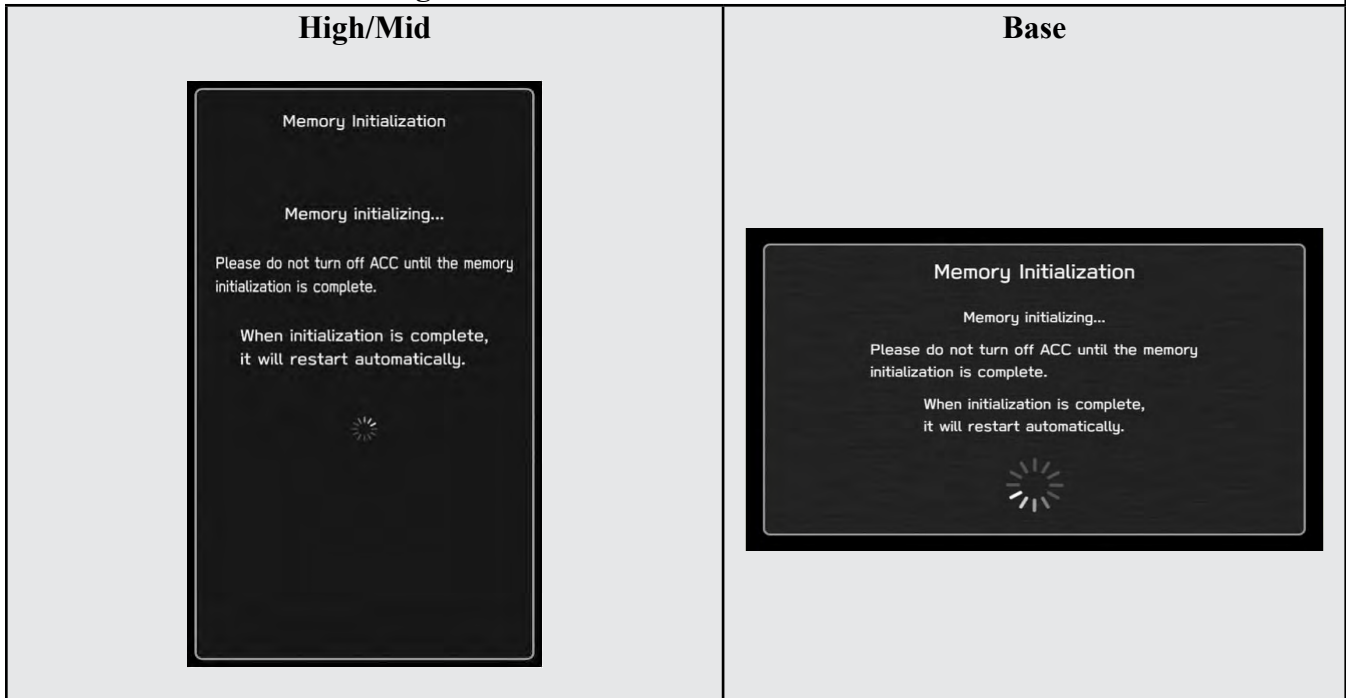 High/Mid
Base
Memory Initialization
Memory initializing...
Please do not turn off ACC until the memory
initialization is complete.
When initialization is complete,
it will restart automatically.
Memory Initialization
Memory initializing...
Please do not turn off ACC until the memory
initialization is complete.
When initialization is complete,
it will restart automatically.